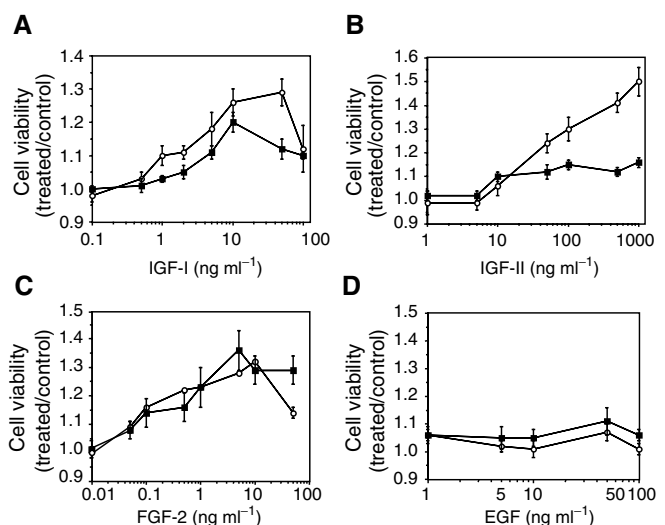 A
Cell viability
(treated/control)
1.4
1.3
1.2
1.1
1.0
0.9
0.1 1 10 100
IGF-I (ng ml⁻¹)
B
Cell viability
(treated/control)
1.6
1.5
1.4
1.3
1.2
1.1
1.0
0.9
1 10 100 1000
IGF-II (ng ml⁻¹)
C
Cell viability
(treated/control)
1.5
1.4
1.3
1.2
1.1
1.0
0.9
0.01 0.1 1 10 100
FGF-2 (ng ml⁻¹)
D
Cell viability
(treated/control)
1.5
1.4
1.3
1.2
1.1
1.0
0.9
1 5 10 50 100
EGF (ng ml⁻¹)